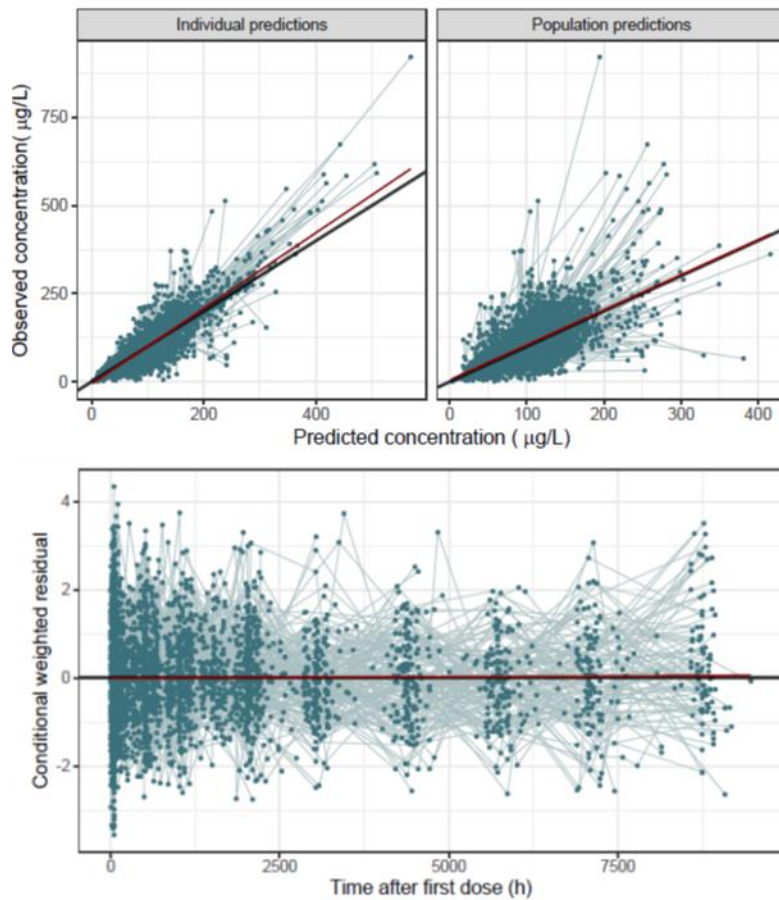 Individual predictions
Population predictions
Observed concentration( µg/L)
750
500
250
0
0 200 400
0 100 200 300 400
Predicted concentration ( µg/L)
Conditional weighted residual
4
2
0
-2
0 2500 5000 7500
Time after first dose (h)